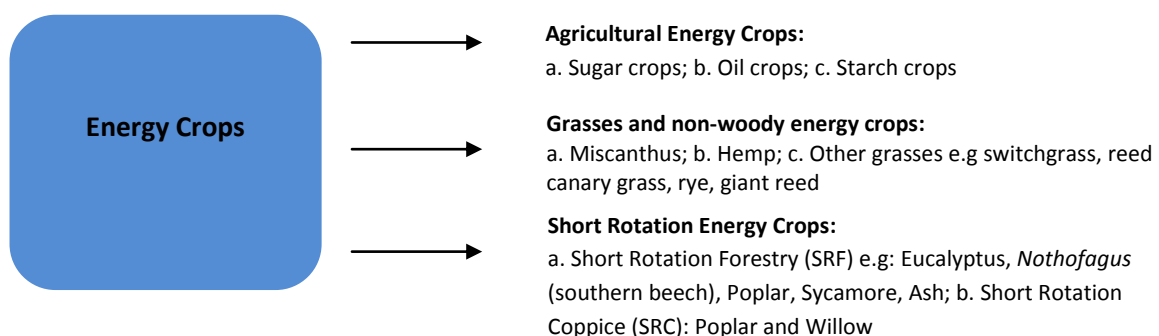 Energy Crops
Agricultural Energy Crops:
a. Sugar crops; b. Oil crops; c. Starch crops
Grasses and non-woody energy crops:
a. Miscanthus; b. Hemp; c. Other grasses e.g switchgrass, reed
canary grass, rye, giant reed
Short Rotation Energy Crops:
a. Short Rotation Forestry (SRF) e.g: Eucalyptus, Nothofagus
(southern beech), Poplar, Sycamore, Ash; b. Short Rotation
Coppice (SRC): Poplar and Willow